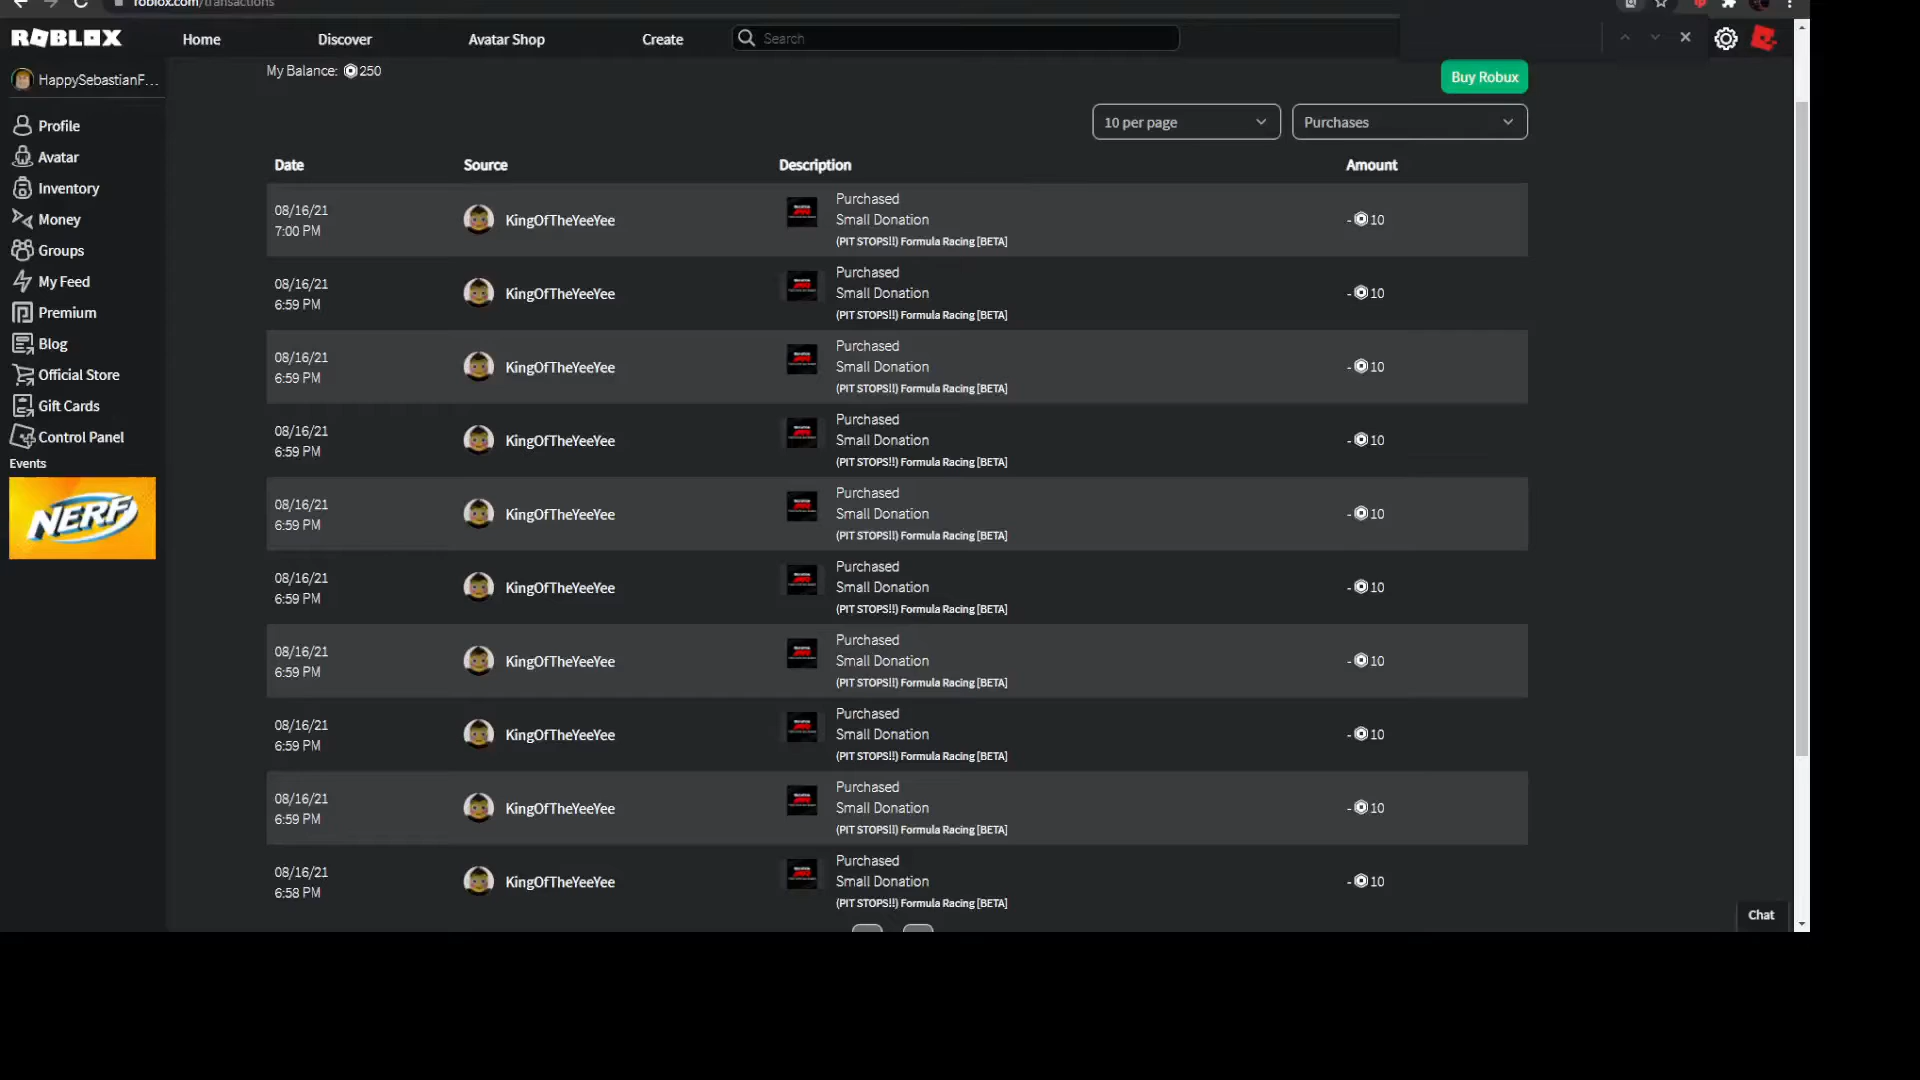 roblox.com/transactions
ROBLOX
Home
Discover
Avatar Shop
Create
Search
HappySebastianF...
My Balance: 250
Buy Robux
10 per page
Purchases
Profile
Avatar
Inventory
Money
Groups
My Feed
Premium
Blog
Official Store
Gift Cards
Control Panel
Events
NERF
Date Source Description Amount
08/16/21
7:00 PM
KingOfTheYeeYee
Purchased
Small Donation
(PIT STOPS!!) Formula Racing [BETA]
-10
08/16/21
6:59 PM
KingOfTheYeeYee
Purchased
Small Donation
(PIT STOPS!!) Formula Racing [BETA]
-10
08/16/21
6:59 PM
KingOfTheYeeYee
Purchased
Small Donation
(PIT STOPS!!) Formula Racing [BETA]
-10
08/16/21
6:59 PM
KingOfTheYeeYee
Purchased
Small Donation
(PIT STOPS!!) Formula Racing [BETA]
-10
08/16/21
6:59 PM
KingOfTheYeeYee
Purchased
Small Donation
(PIT STOPS!!) Formula Racing [BETA]
-10
08/16/21
6:59 PM
KingOfTheYeeYee
Purchased
Small Donation
(PIT STOPS!!) Formula Racing [BETA]
-10
08/16/21
6:59 PM
KingOfTheYeeYee
Purchased
Small Donation
(PIT STOPS!!) Formula Racing [BETA]
-10
08/16/21
6:59 PM
KingOfTheYeeYee
Purchased
Small Donation
(PIT STOPS!!) Formula Racing [BETA]
-10
08/16/21
6:59 PM
KingOfTheYeeYee
Purchased
Small Donation
(PIT STOPS!!) Formula Racing [BETA]
-10
08/16/21
6:58 PM
KingOfTheYeeYee
Purchased
Small Donation
(PIT STOPS!!) Formula Racing [BETA]
-10
Chat